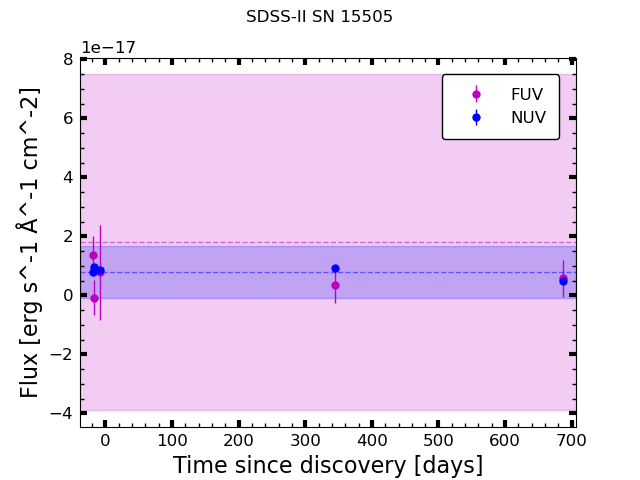 SDSS-II SN 15505
1e−17
8
6
4
2
0
−2
−4
FUV
NUV
Flux [erg s^-1 Å^-1 cm^-2]
0 100 200 300 400 500 600 700
Time since discovery [days]